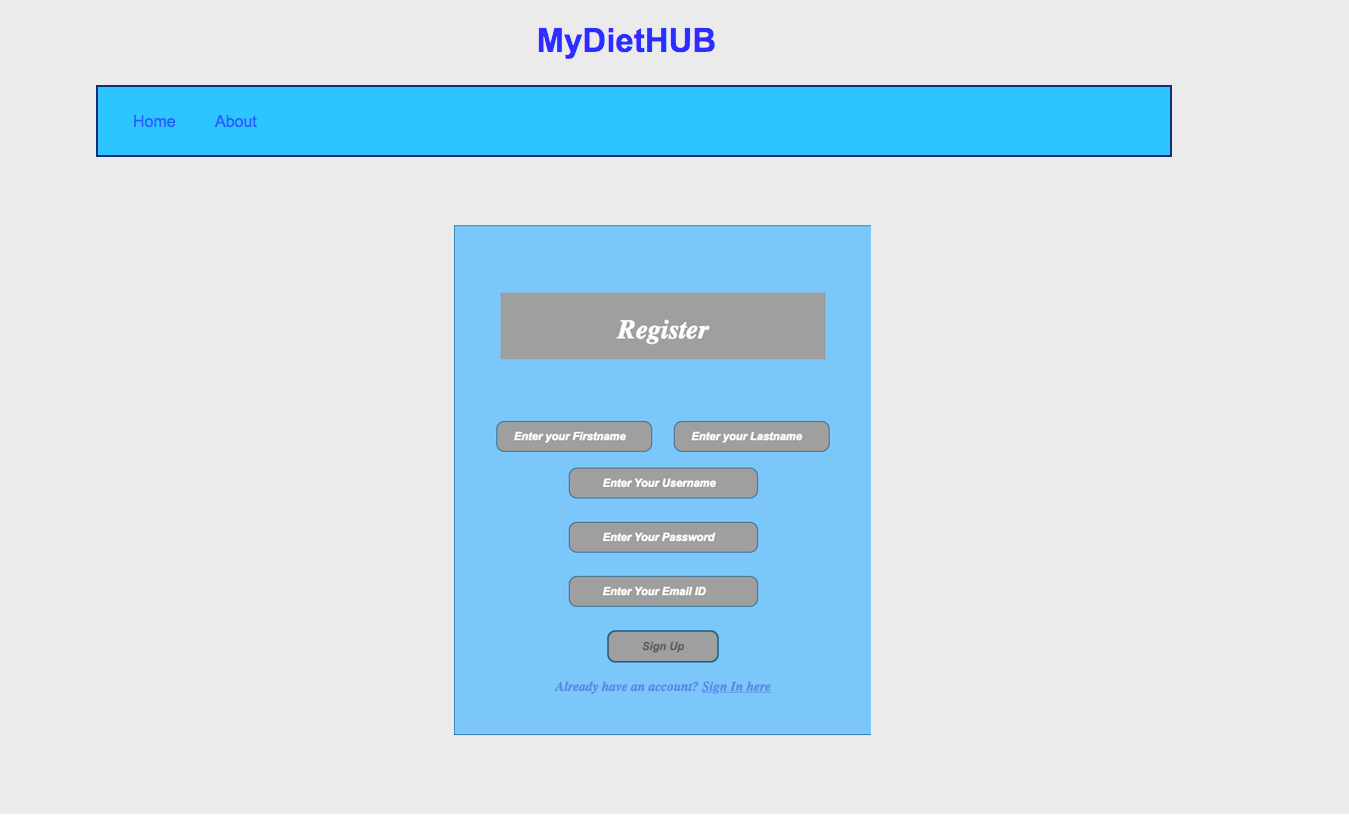 MyDietHUB
Home About
Register
Enter your Firstname Enter your Lastname
Enter Your Username
Enter Your Password
Enter Your Email ID
Sign Up
Already have an account? Sign In here